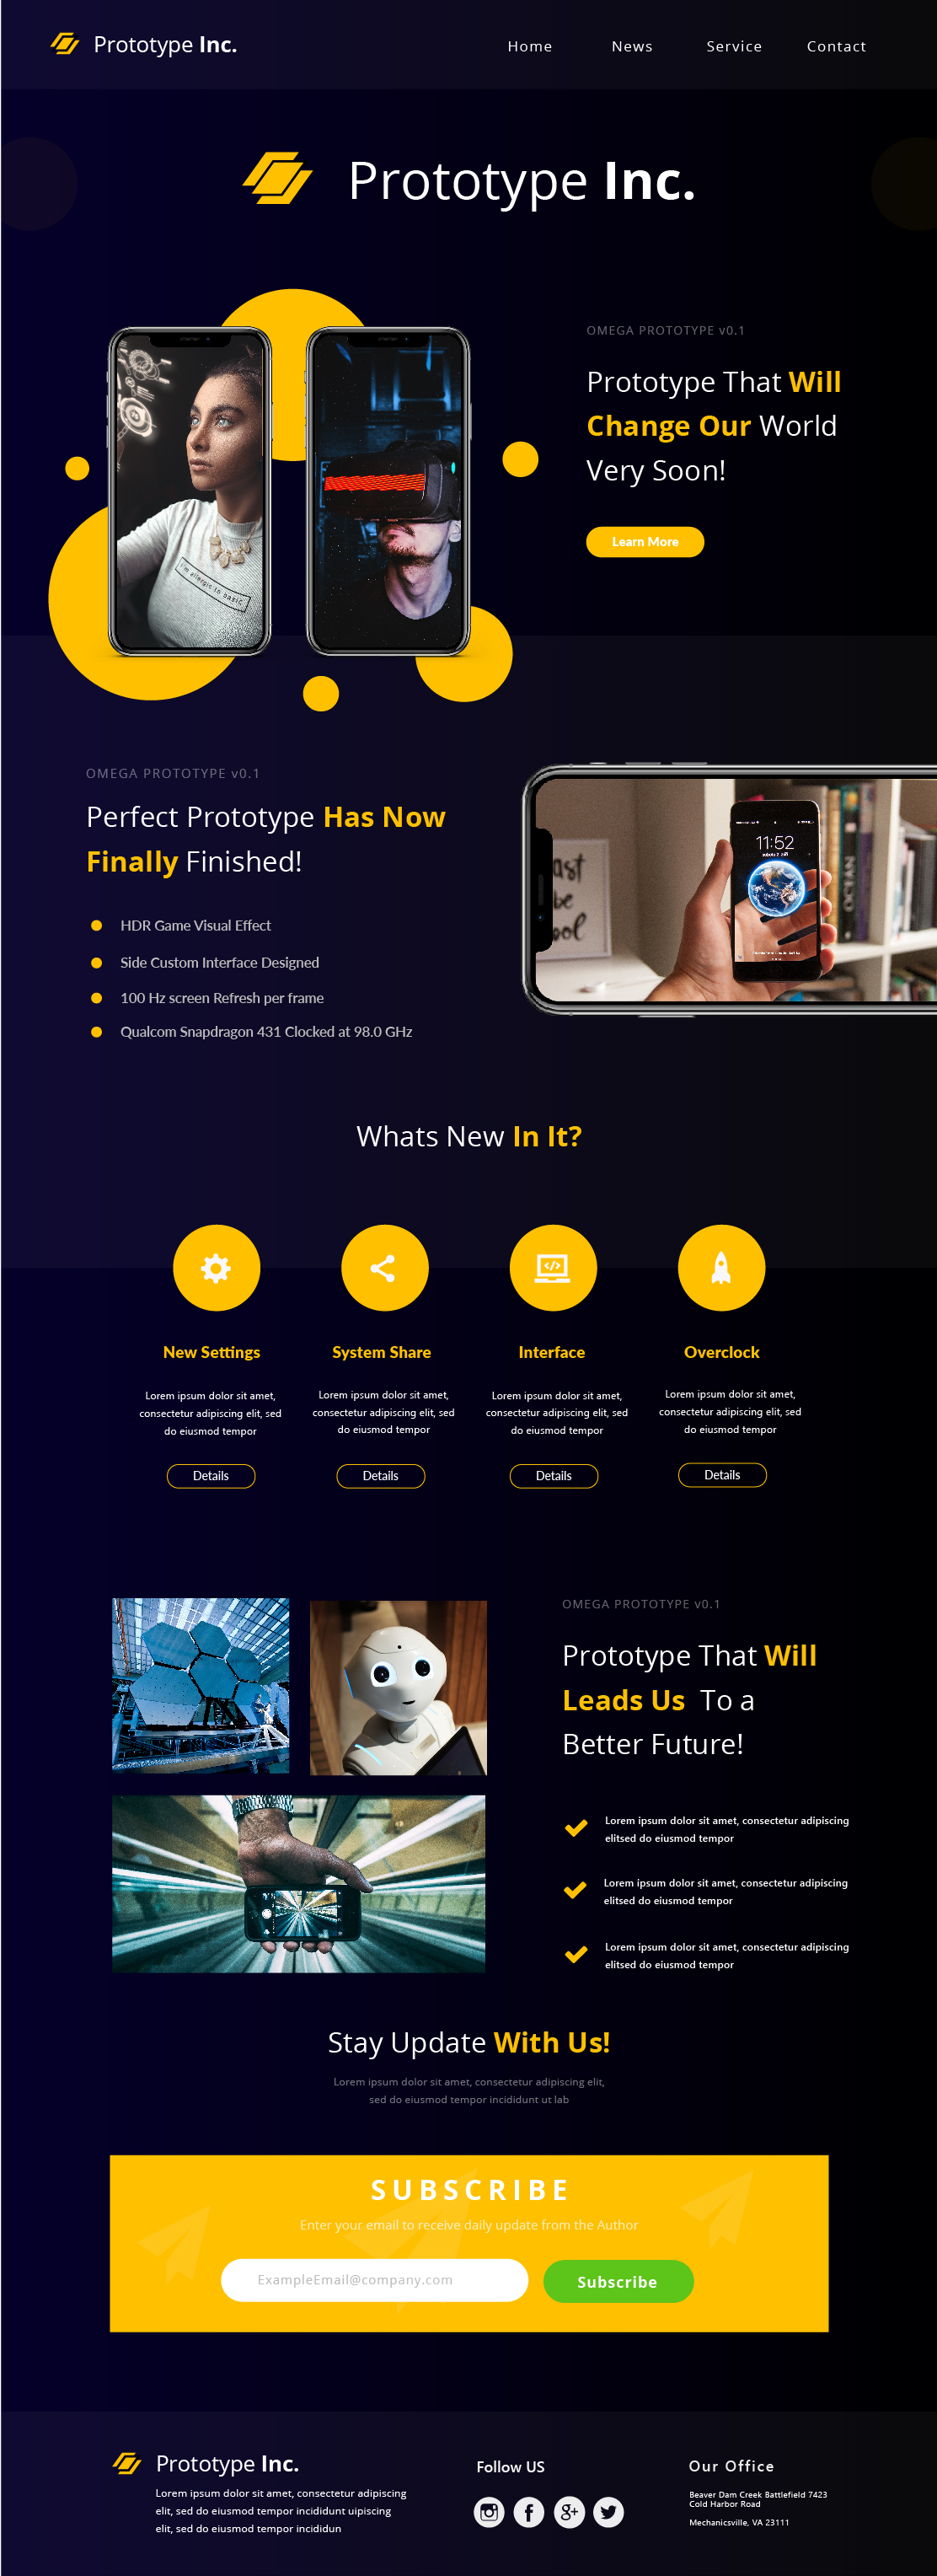 Prototype Inc.
Home News Service Contact
Prototype Inc.
OMEGA PROTOTYPE v0.1
Prototype That Will
Change Our World
Very Soon!
Learn More
I'm allergic to basic
OMEGA PROTOTYPE v0.1
Perfect Prototype Has Now
Finally Finished!
HDR Game Visual Effect
Side Custom Interface Designed
100 Hz screen Refresh per frame
Qualcom Snapdragon 431 Clocked at 98.0 GHz
11:52
Whats New In It?
New Settings
Lorem ipsum dolor sit amet,
consectetur adipiscing elit, sed
do eiusmod tempor
Details
System Share
Lorem ipsum dolor sit amet,
consectetur adipiscing elit, sed
do eiusmod tempor
Details
Interface
Lorem ipsum dolor sit amet,
consectetur adipiscing elit, sed
do eiusmod tempor
Details
Overclock
Lorem ipsum dolor sit amet,
consectetur adipiscing elit, sed
do eiusmod tempor
Details
OMEGA PROTOTYPE v0.1
Prototype That Will
Leads Us To a
Better Future!
Lorem ipsum dolor sit amet, consectetur adipiscing
elitsed do eiusmod tempor
Lorem ipsum dolor sit amet, consectetur adipiscing
elitsed do eiusmod tempor
Lorem ipsum dolor sit amet, consectetur adipiscing
elitsed do eiusmod tempor
Stay Update With Us!
Lorem ipsum dolor sit amet, consectetur adipiscing elit,
sed do eiusmod tempor incididunt ut lab
SUBSCRIBE
Enter your email to receive daily update from the Author
ExampleEmail@company.com
Subscribe
Prototype Inc.
Lorem ipsum dolor sit amet, consectetur adipiscing
elit, sed do eiusmod tempor incididunt uipiscing
elit, sed do eiusmod tempor incididun
Follow US
Our Office
Beaver Dam Creek Battlefield 7423
Cold Harbor Road
Mechanicsville, VA 23111